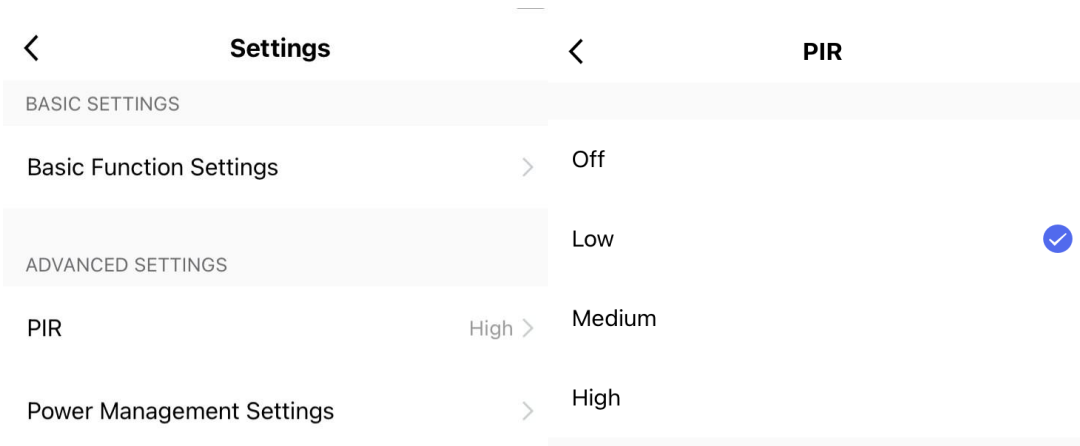 Settings
BASIC SETTINGS
Basic Function Settings
ADVANCED SETTINGS
PIR High
Power Management Settings
PIR
Off
Low
Medium
High